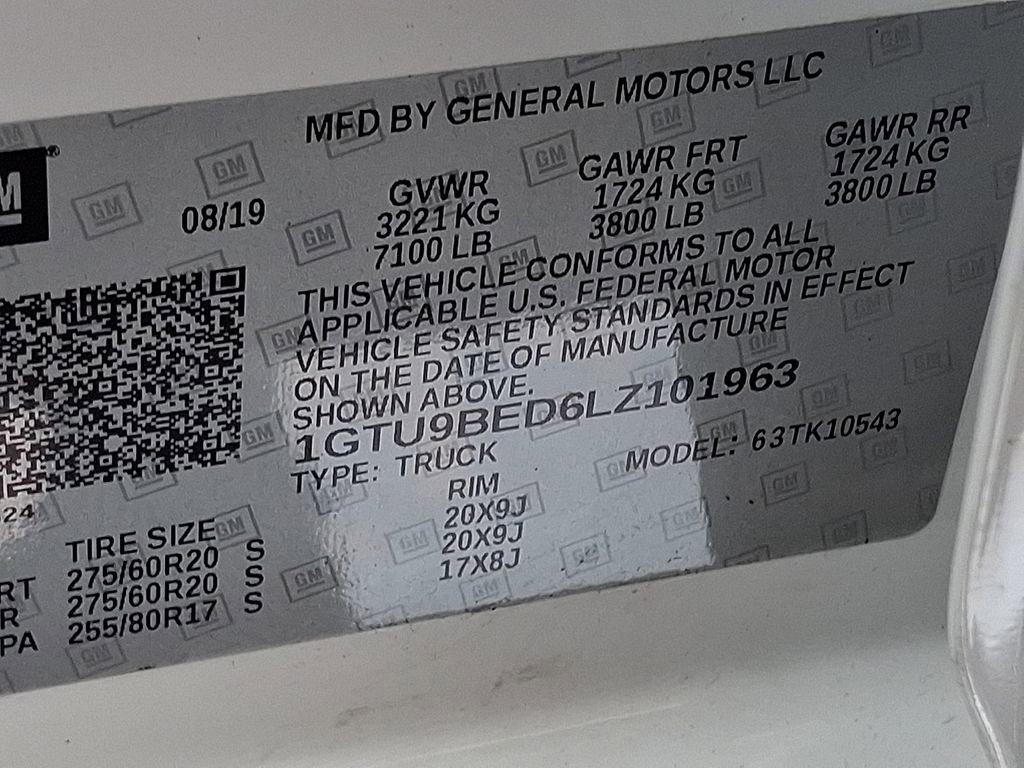 MFD BY GENERAL MOTORS LLC
08/19
GVWR
3221 KG
7100 LB
GAWR FRT
1724 KG
3800 LB
GAWR RR
1724 KG
3800 LB
THIS VEHICLE CONFORMS TO ALL
APPLICABLE U.S. FEDERAL MOTOR
VEHICLE SAFETY STANDARDS IN EFFECT
ON THE DATE OF MANUFACTURE
SHOWN ABOVE.
1GTU9BED6LZ101963
TYPE: TRUCK
MODEL: 63TK10543
24
TIRE SIZE
RIM
RT 275/60R20 S 20X9J
R 275/60R20 S 20X9J
PA 255/80R17 S 17X8J